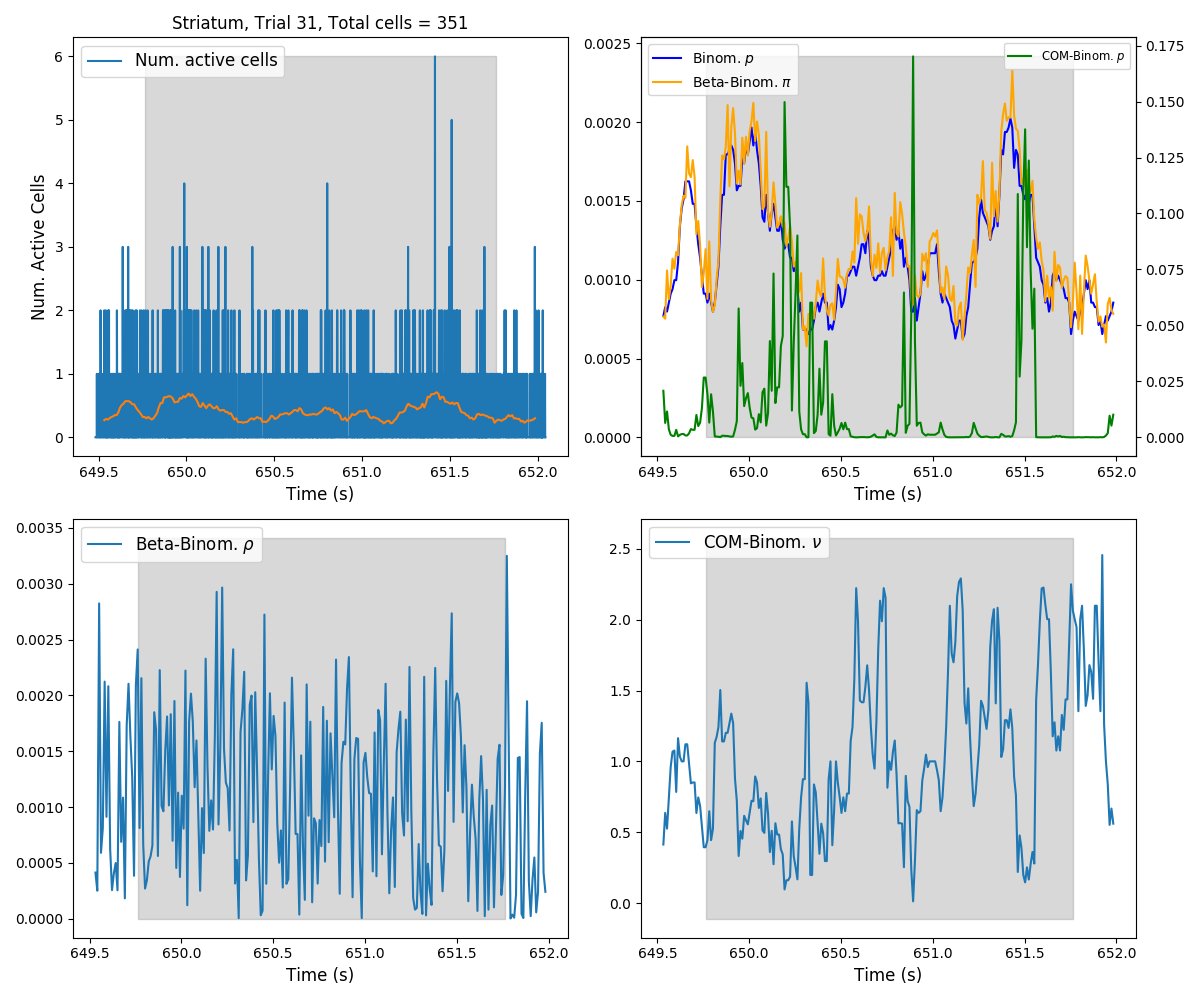 Striatum, Trial 31, Total cells = 351
Num. active cells
Num. Active Cells
6
5
4
3
2
1
0
649.5 650.0 650.5 651.0 651.5 652.0
Time (s)
Binom. p
Beta-Binom. π
COM-Binom. p
0.0025
0.0020
0.0015
0.0010
0.0005
0.0000
0.175
0.150
0.125
0.100
0.075
0.050
0.025
0.000
649.5 650.0 650.5 651.0 651.5 652.0
Time (s)
Beta-Binom. ρ
0.0035
0.0030
0.0025
0.0020
0.0015
0.0010
0.0005
0.0000
649.5 650.0 650.5 651.0 651.5 652.0
Time (s)
COM-Binom. ν
2.5
2.0
1.5
1.0
0.5
0.0
649.5 650.0 650.5 651.0 651.5 652.0
Time (s)